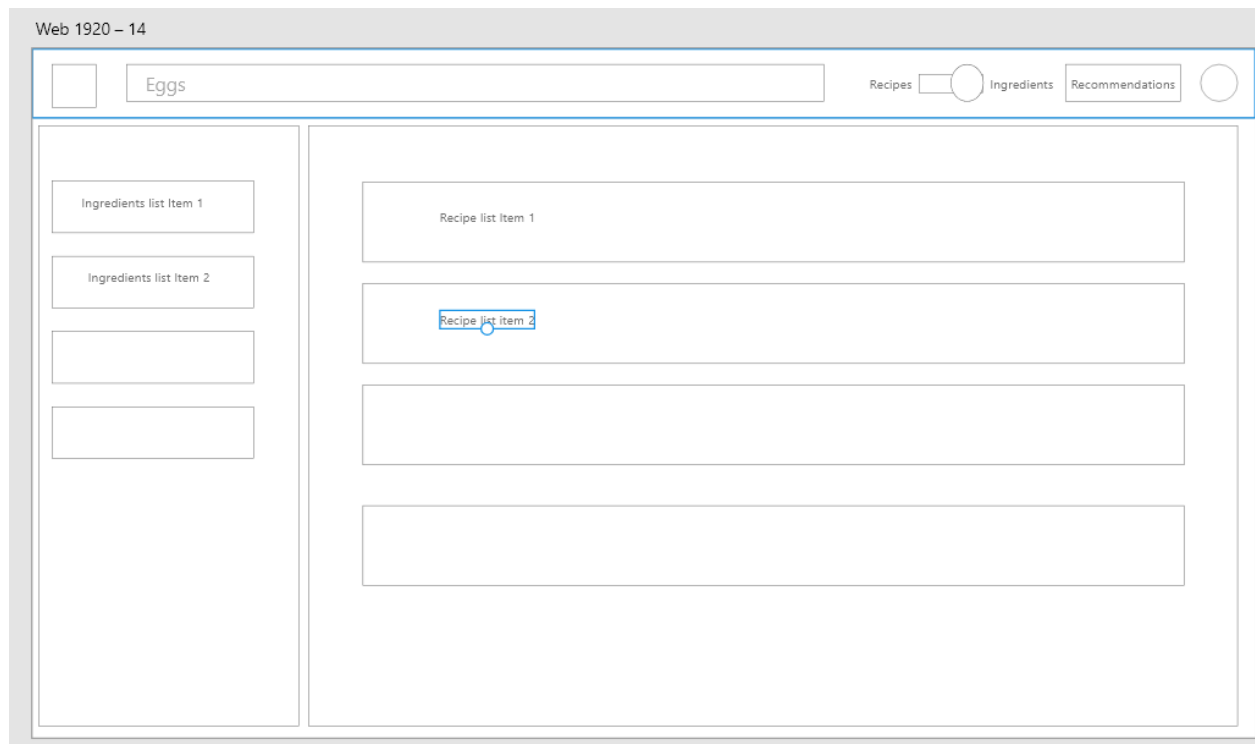 Web 1920 – 14
Eggs
Recipes
Ingredients
Recommendations
Ingredients list Item 1
Ingredients list Item 2
Recipe list Item 1
Recipe list item 2